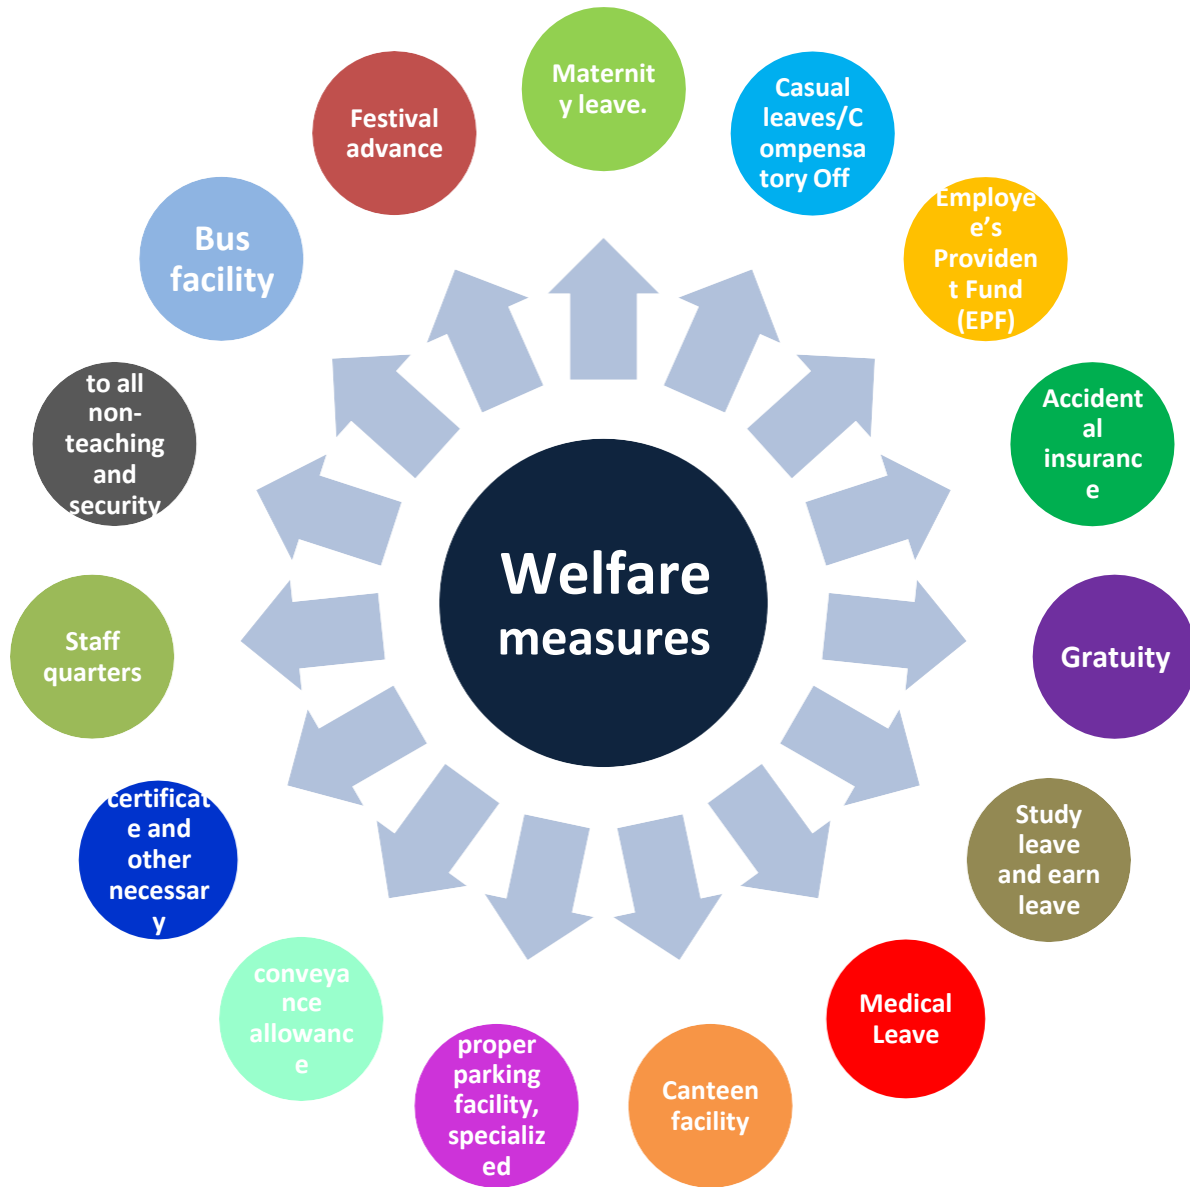 Maternit
y leave.
Casual
leaves/C
ompensa
tory Off
Employe
e’s
Providen
t Fund
(EPF)
Accident
al
insuranc
e
Gratuity
Study
leave
and earn
leave
Medical
Leave
Canteen
facility
proper
parking
facility,
specializ
ed
conveya
nce
allowanc
e
certificat
e and
other
necessar
y
Staff
quarters
to all
non-
teaching
and
security
Bus
facility
Festival
advance
Welfare
measures